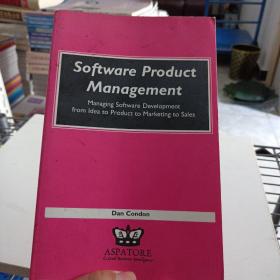 Software Product
Management
Managing Software Development
from Idea to Product to Marketing to Sales
Dan Condon
ASPATORE